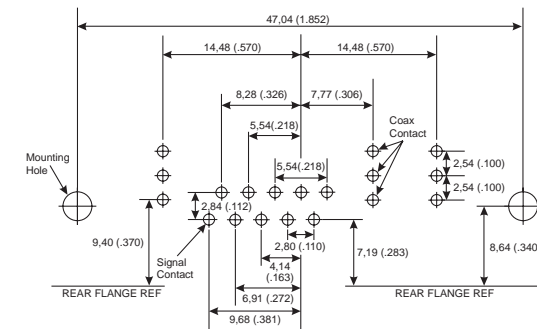 47,04 (1.852)
14,48 (.570)
14,48 (.570)
8,28 (.326)
7,77 (.306)
5,54(.218)
Coax
Contact
5,54(.218)
Mounting
Hole
2,54 (.100)
2,54 (.100)
2,84 (.112)
9,40 (.370)
Signal
Contact
2,80 (.110)
7,19 (.283)
8,64 (.340)
4,14
(.163)
REAR FLANGE REF
REAR FLANGE REF
6,91 (.272)
9,68 (.381)